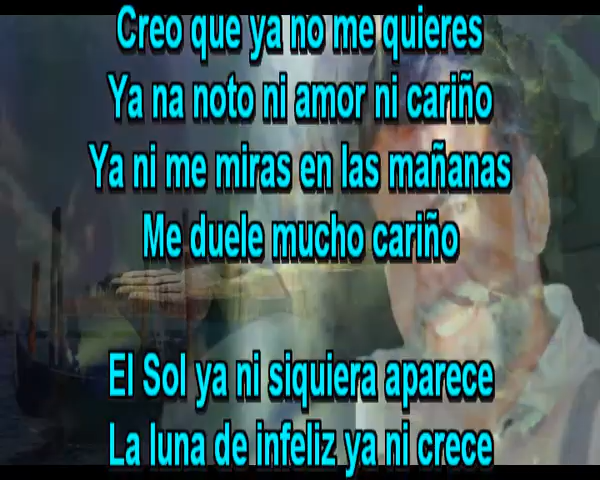 Creo que ya no me quieres
Ya na noto ni amor ni cariño
Ya ni me miras en las mañanas
Me duele mucho cariño
El Sol ya ni siquiera aparece
La luna de infeliz ya ni crece